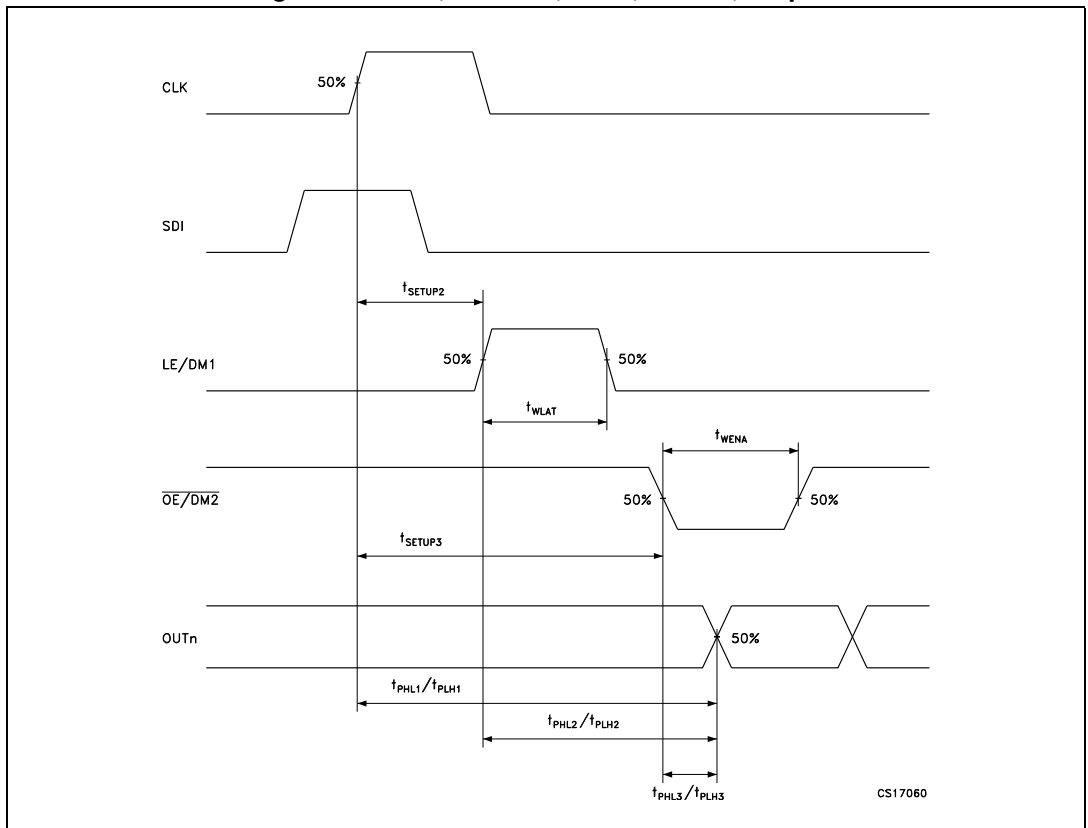 CLK
50%
SDI
tSETUP2
LE/DM1
50%
50%
tWLAT
tWENA
OE/DM2
50%
50%
tSETUP3
OUTn
50%
tPHL1/tPLH1
tPHL2/tPLH2
tPHL3/tPLH3
CS17060